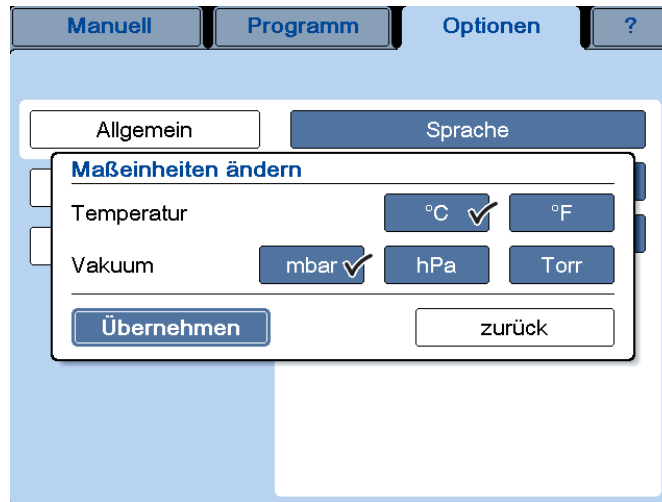 Manuell Programm Optionen ?
Allgemein Sprache
Maßeinheiten ändern
Temperatur °C °F
Vakuum mbar hPa Torr
Übernehmen zurück